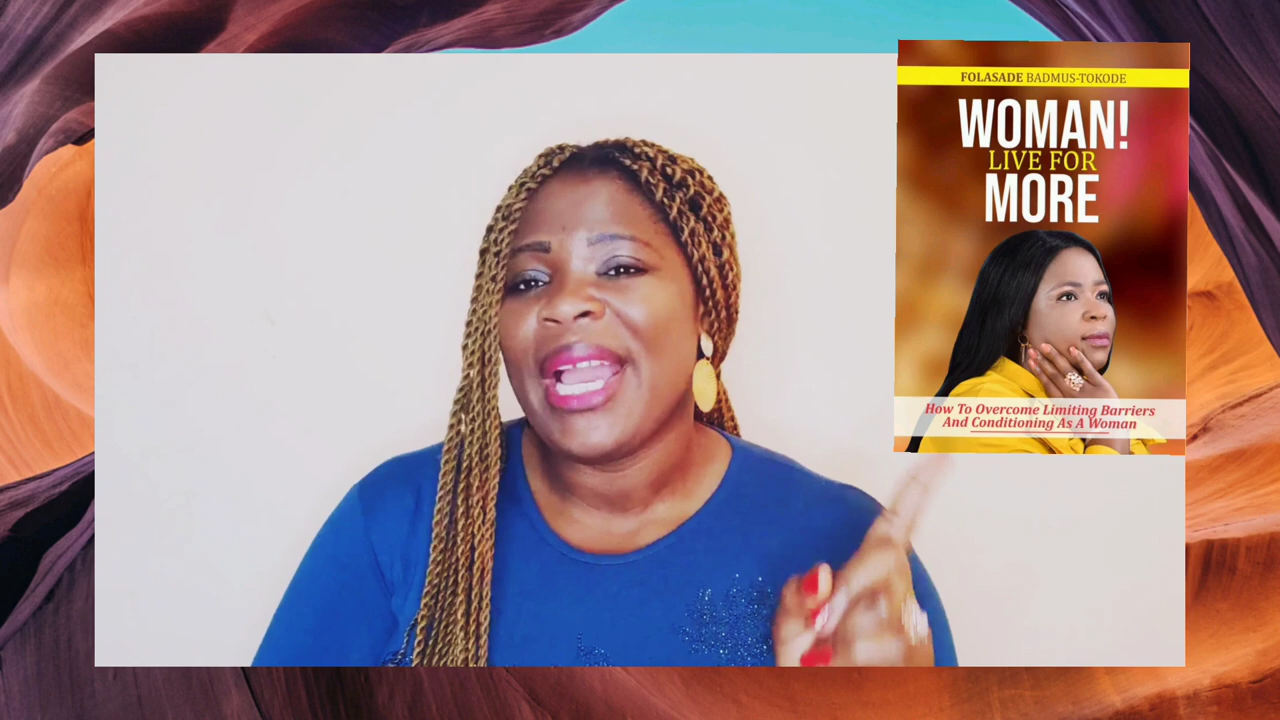 FOLASADE BADMUS-TOKODE
WOMAN!
LIVE FOR
MORE
How To Overcome Limiting Barriers
And Conditioning As A Woman